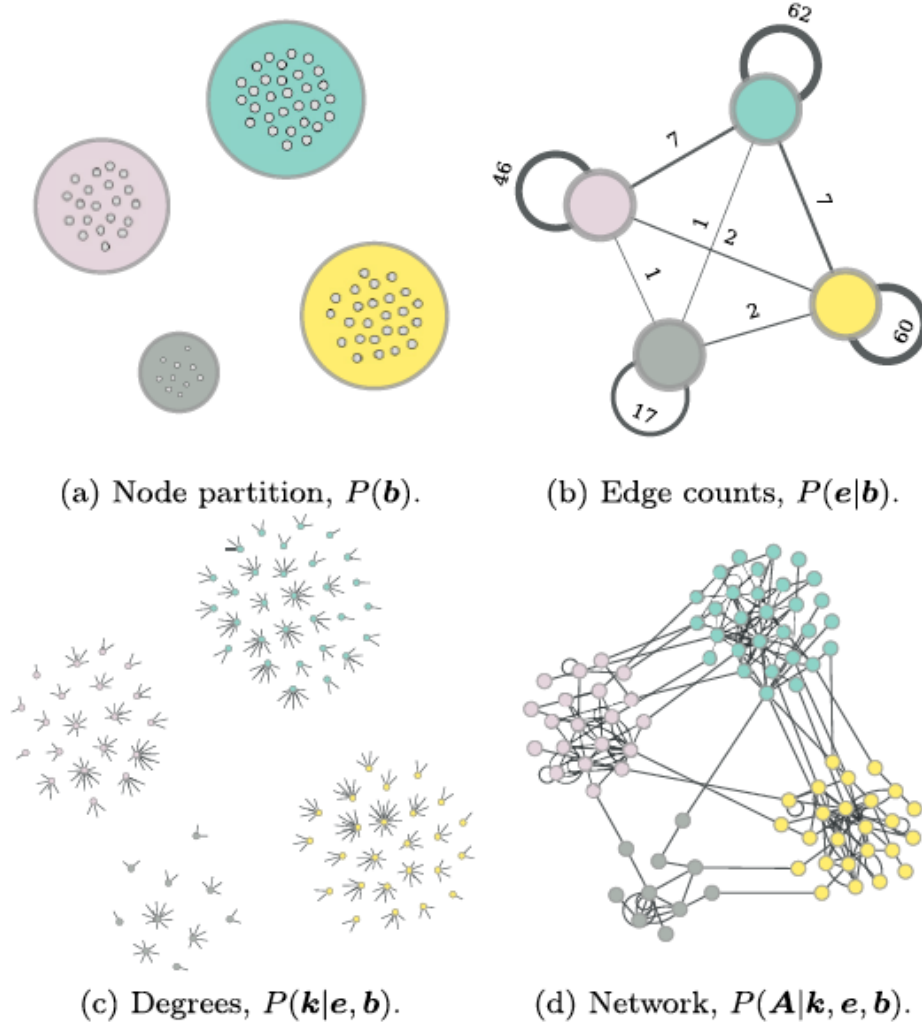 62
7
46
7
1
2
1
2
60
17
(a) Node partition, P(b).
(b) Edge counts, P(e|b).
(c) Degrees, P(k|e, b).
(d) Network, P(A|k, e, b).